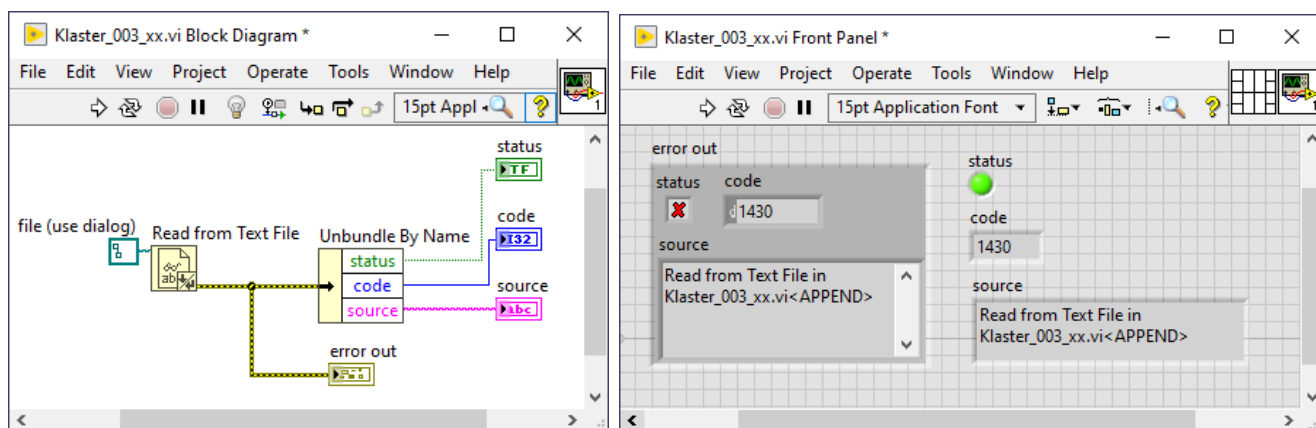 Klaster_003_xx.vi Block Diagram *
File Edit View Project Operate Tools Window Help
15pt Appl
1
status
TF
file (use dialog)
Read from Text File
Unbundle By Name
code
I32
status
code
source
source
abc
error out
Klaster_003_xx.vi Front Panel *
File Edit View Project Operate Tools Window Help
15pt Application Font
1
error out
status
code
d 1430
source
Read from Text File in
Klaster_003_xx.vi<APPEND>
status
code
1430
source
Read from Text File in
Klaster_003_xx.vi<APPEND>